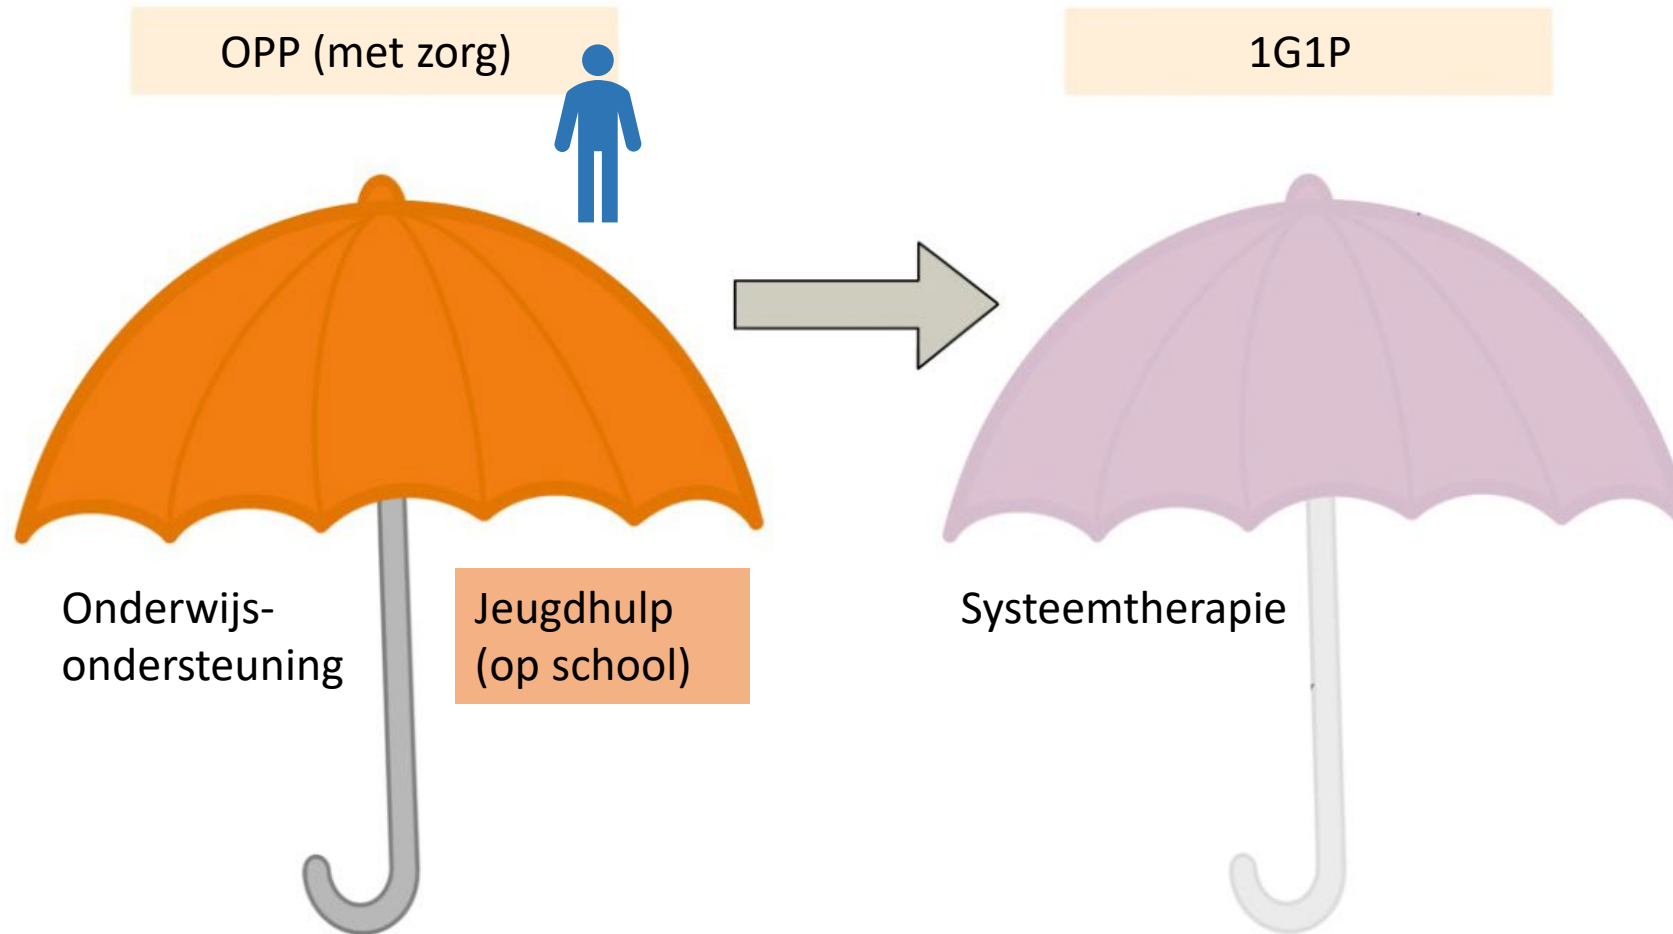 OPP (met zorg)
1G1P
Onderwijs-
ondersteuning
Jeugdhulp
(op school)
Systeemtherapie